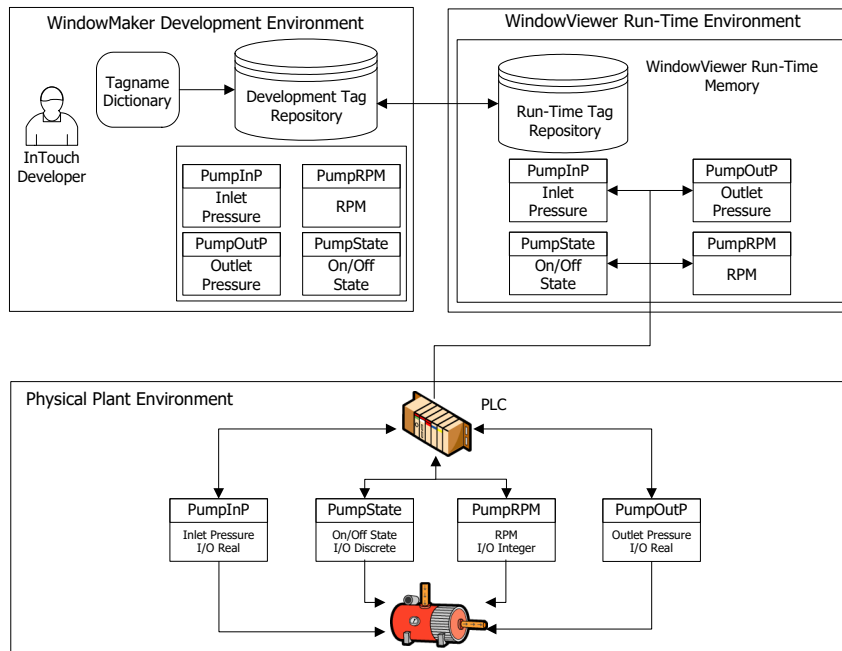 WindowMaker Development Environment
Tagname
Dictionary
Development Tag
Repository
InTouch
Developer
PumpInP
Inlet
Pressure
PumpRPM
RPM
PumpOutP
Outlet
Pressure
PumpState
On/Off
State
WindowViewer Run-Time Environment
WindowViewer Run-Time
Memory
Run-Time Tag
Repository
PumpInP
Inlet
Pressure
PumpOutP
Outlet
Pressure
PumpState
On/Off
State
PumpRPM
RPM
Physical Plant Environment
PLC
PumpInP
Inlet Pressure
I/O Real
PumpState
On/Off State
I/O Discrete
PumpRPM
RPM
I/O Integer
PumpOutP
Outlet Pressure
I/O Real